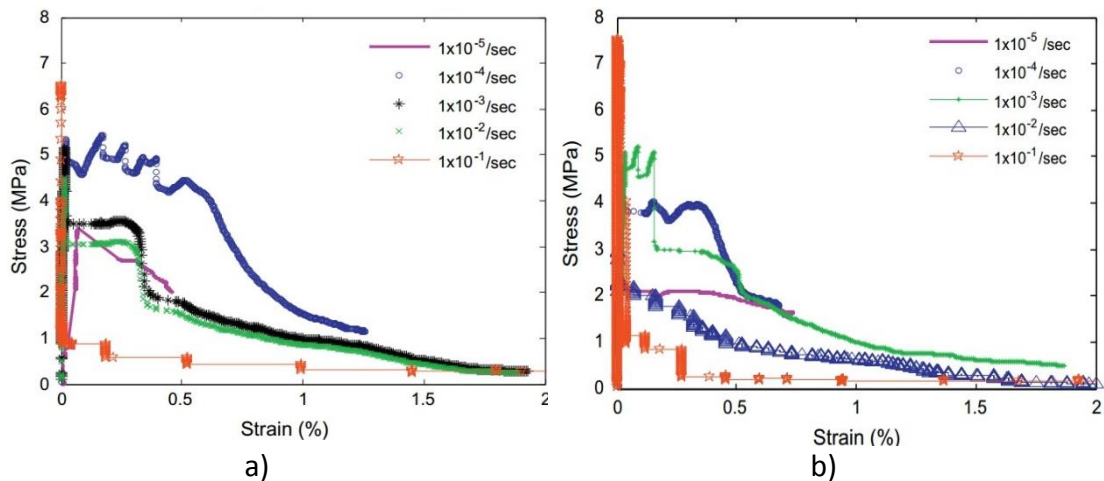 8
7
6
5
4
3
2
1
0
Stress (MPa)
1x10-5/sec
1x10-4/sec
1x10-3/sec
1x10-2/sec
1x10-1/sec
0
0.5
1
1.5
2
Strain (%)
a)
8
7
6
5
4
3
2
1
0
Stress (MPa)
1x10-5 /sec
1x10-4/sec
1x10-3/sec
1x10-2/sec
1x10-1/sec
0
0.5
1
1.5
2
Strain (%)
b)